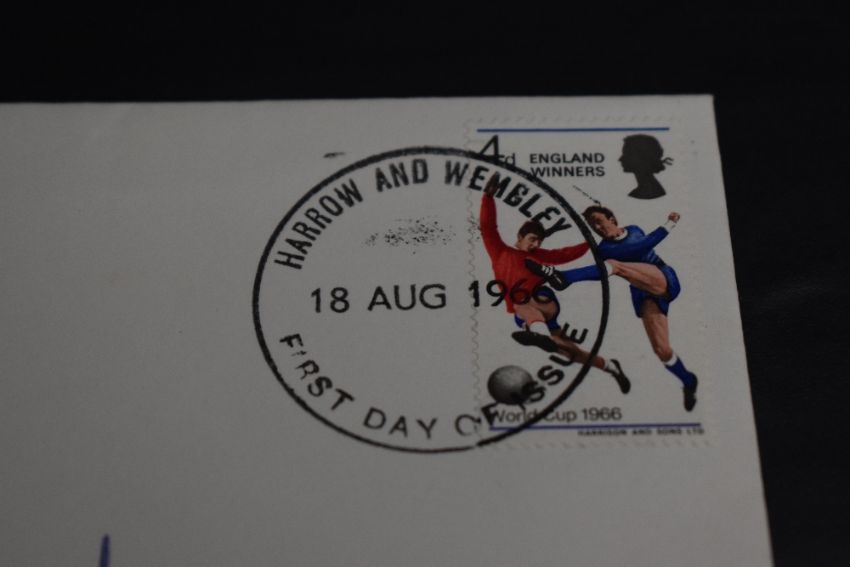 HARROW AND WEMBLEY
18 AUG 1966
FIRST DAY OF ISSUE
4d ENGLAND
WINNERS
World Cup 1966
HARRISON AND SONS LTD